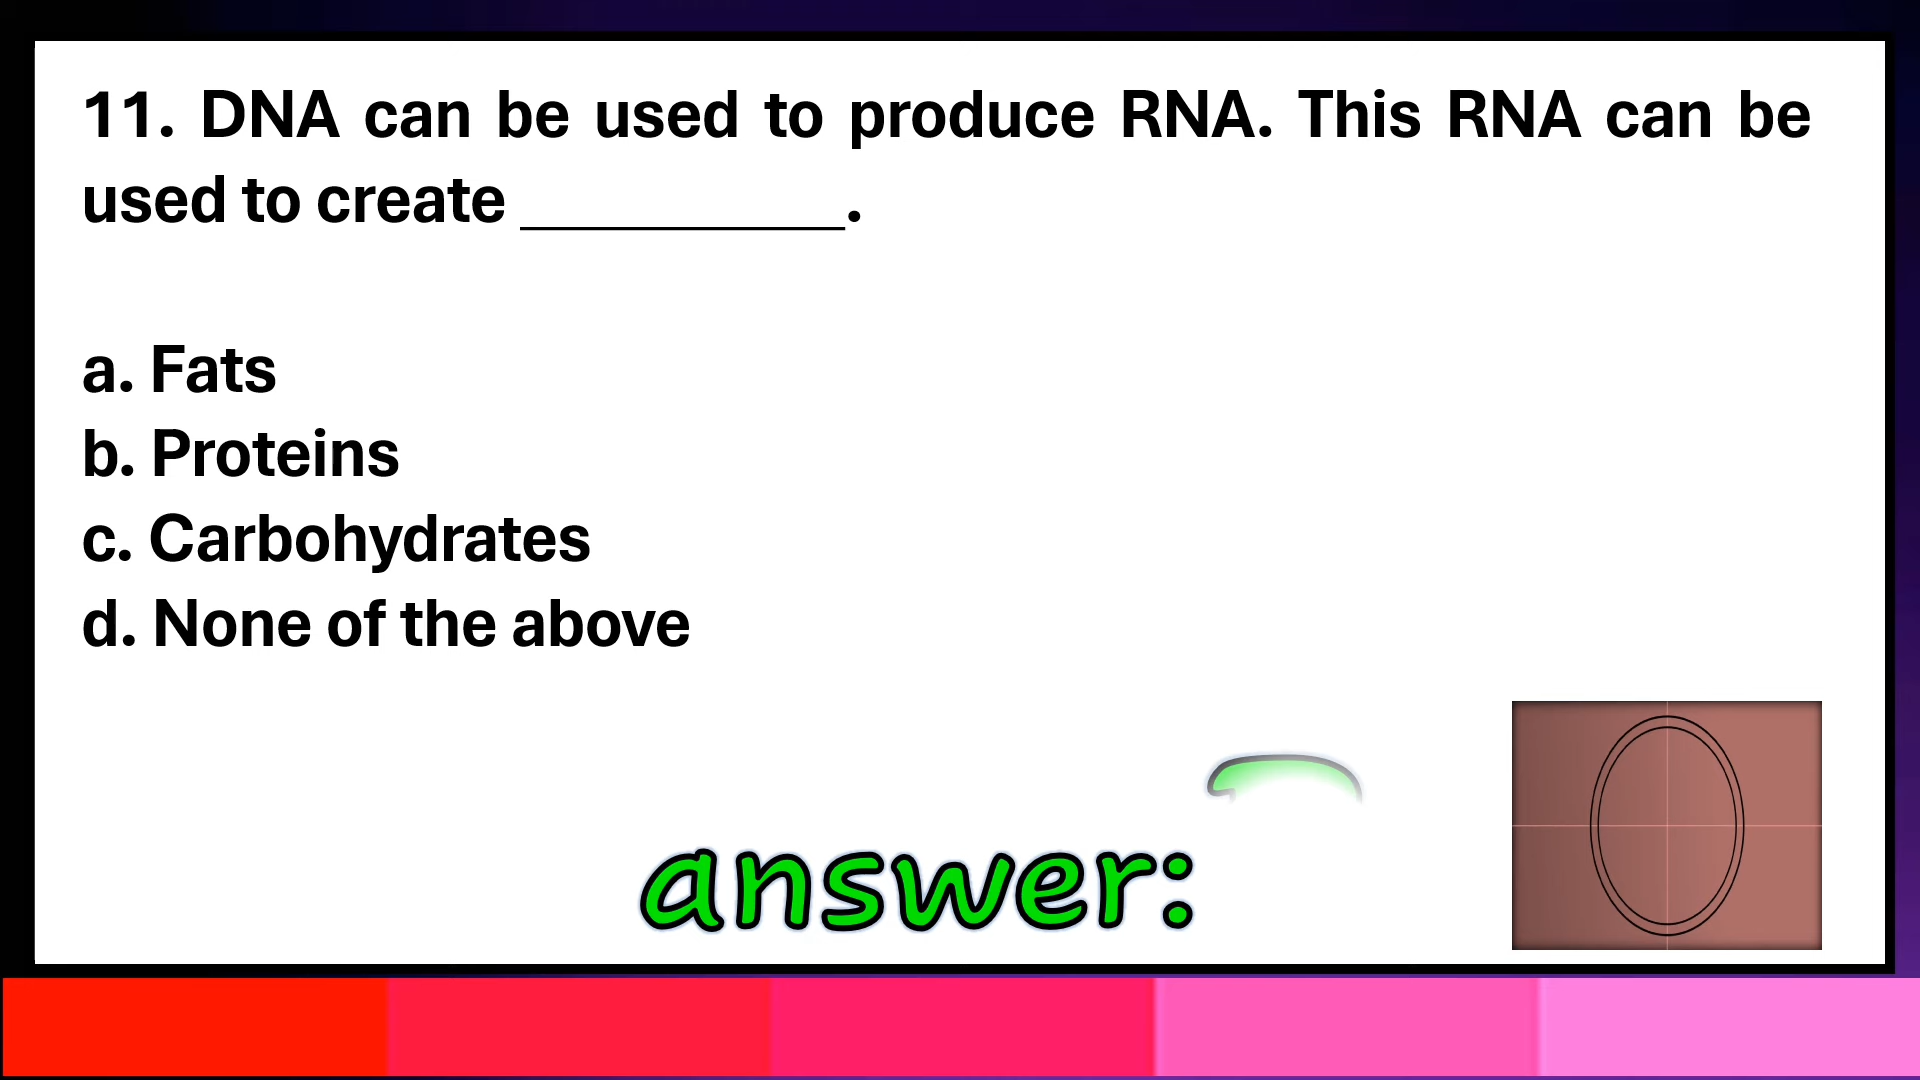 11. DNA can be used to produce RNA. This RNA can be
used to create __________.
a. Fats
b. Proteins
c. Carbohydrates
d. None of the above
answer: